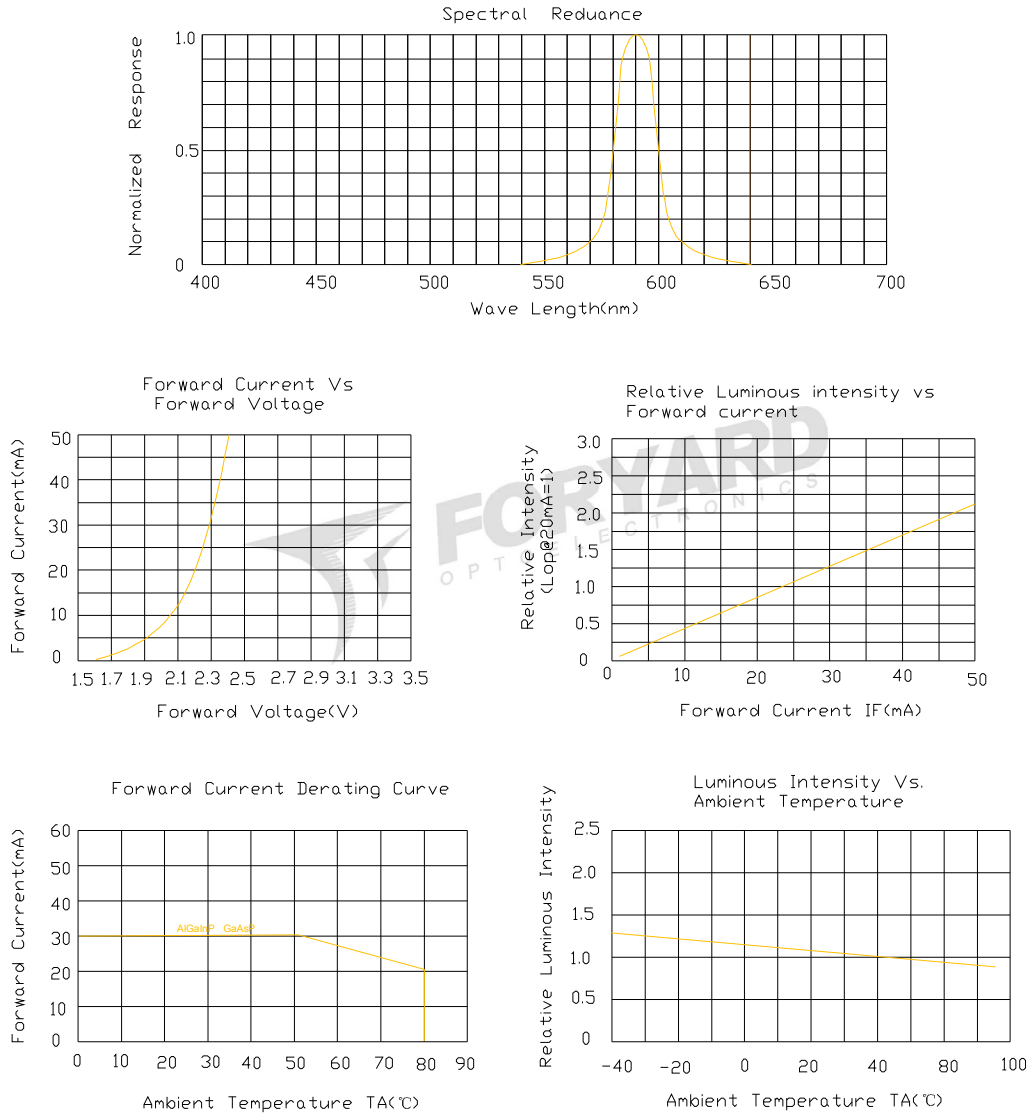 Spectral Reduance
Normalized Response
1.0
0.5
0
400 450 500 550 600 650 700
Wave Length(nm)
Forward Current Vs
Forward Voltage
Forward Current(mA)
50
40
30
20
10
0
1.5 1.7 1.9 2.1 2.3 2.5 2.7 2.9 3.1 3.3 3.5
Forward Voltage(V)
Relative Luminous intensity vs
Forward current
Relative Intensity
(Lop@20mA=1)
3.0
2.5
2.0
1.5
1.0
0.5
0
0 10 20 30 40 50
Forward Current IF(mA)
FORYARD
OPTOELECTRONICS
Forward Current Derating Curve
Forward Current(mA)
60
50
40
30
20
10
0
AlGaInP GaAsP
0 10 20 30 40 50 60 70 80 90
Ambient Temperature TA(℃)
Luminous Intensity Vs.
Ambient Temperature
Relative Luminous Intensity
2.5
2.0
1.5
1.0
0.5
0
-40 -20 0 20 40 60 80 100
Ambient Temperature TA(℃)